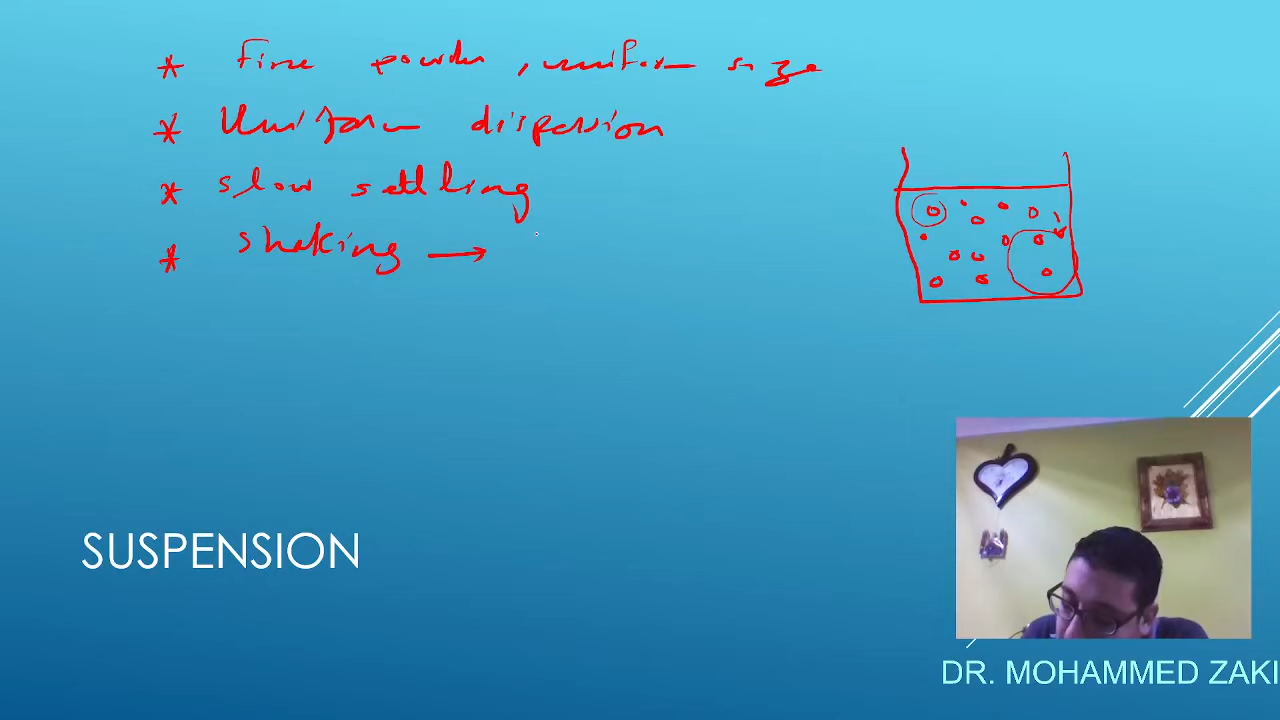 * Fine powder, uniform size
* Uniform dispersion
* slow settling
* shaking →
SUSPENSION
DR. MOHAMMED ZAKI